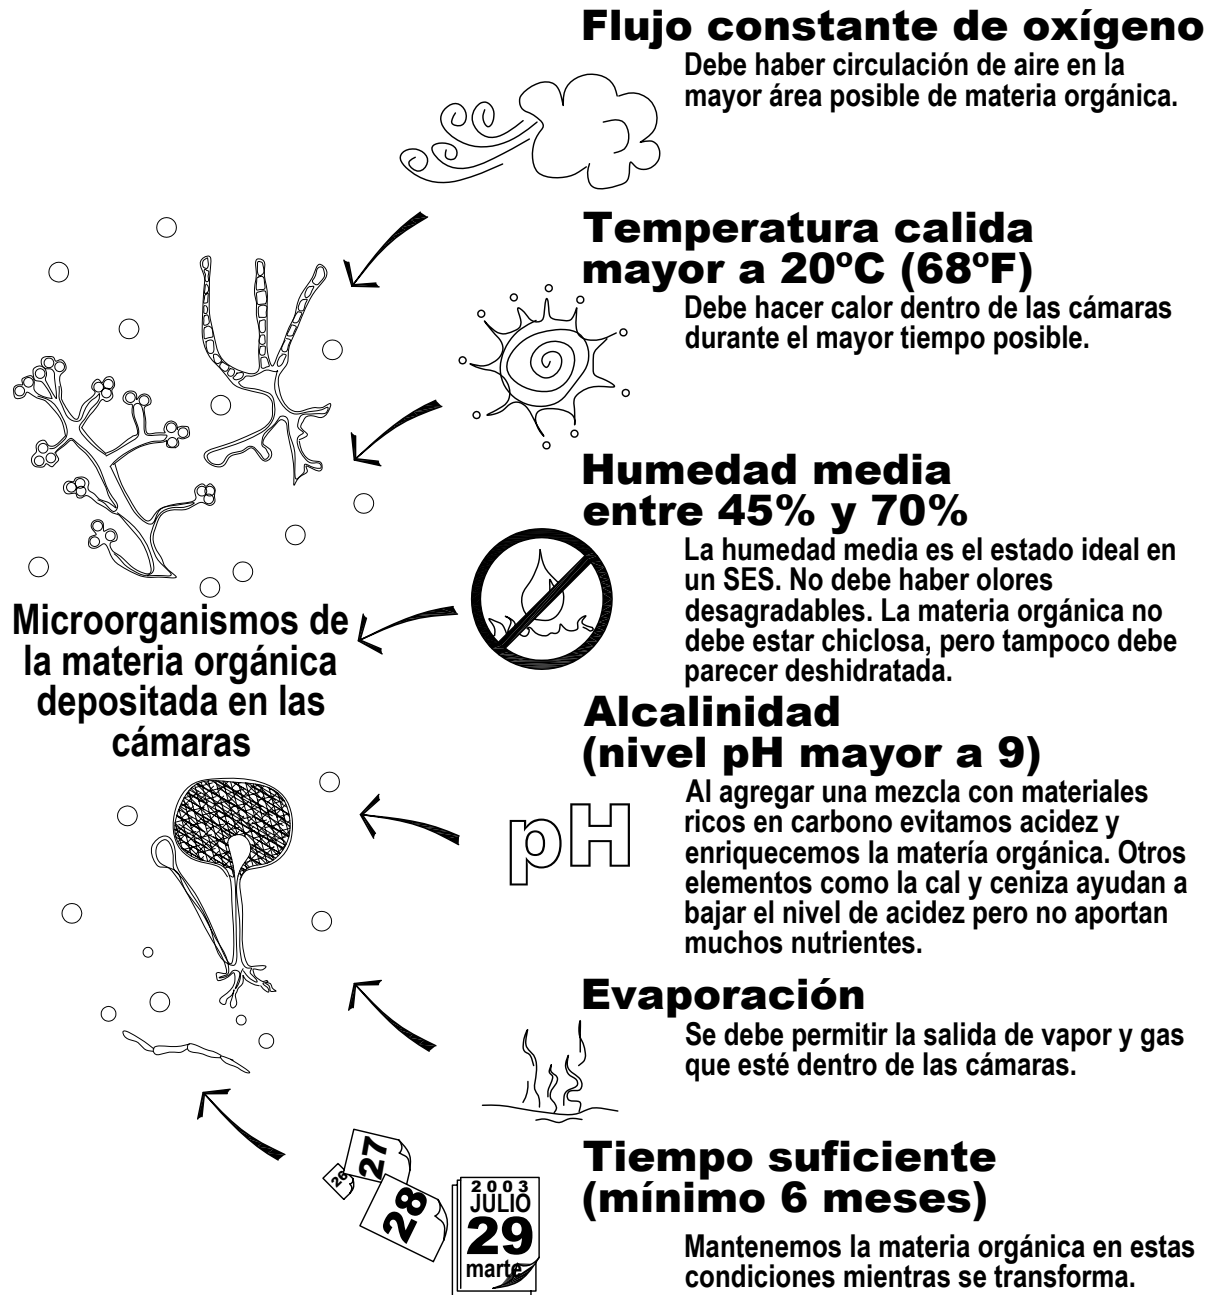 Flujo constante de oxígeno
Debe haber circulación de aire en la
mayor área posible de materia orgánica.
Temperatura calida
mayor a 20ºC (68ºF)
Debe hacer calor dentro de las cámaras
durante el mayor tiempo posible.
Humedad media
entre 45% y 70%
La humedad media es el estado ideal en
un SES. No debe haber olores
desagradables. La materia orgánica no
debe estar chiclosa, pero tampoco debe
parecer deshidratada.
Microorganismos de
la materia orgánica
depositada en las
cámaras
Alcalinidad
(nivel pH mayor a 9)
pH
Al agregar una mezcla con materiales
ricos en carbono evitamos acidez y
enriquecemos la matería orgánica. Otros
elementos como la cal y ceniza ayudan a
bajar el nivel de acidez pero no aportan
muchos nutrientes.
Evaporación
Se debe permitir la salida de vapor y gas
que esté dentro de las cámaras.
Tiempo suficiente
(mínimo 6 meses)
26
27
28
2003
JULIO
29
marte
Mantenemos la materia orgánica en estas
condiciones mientras se transforma.